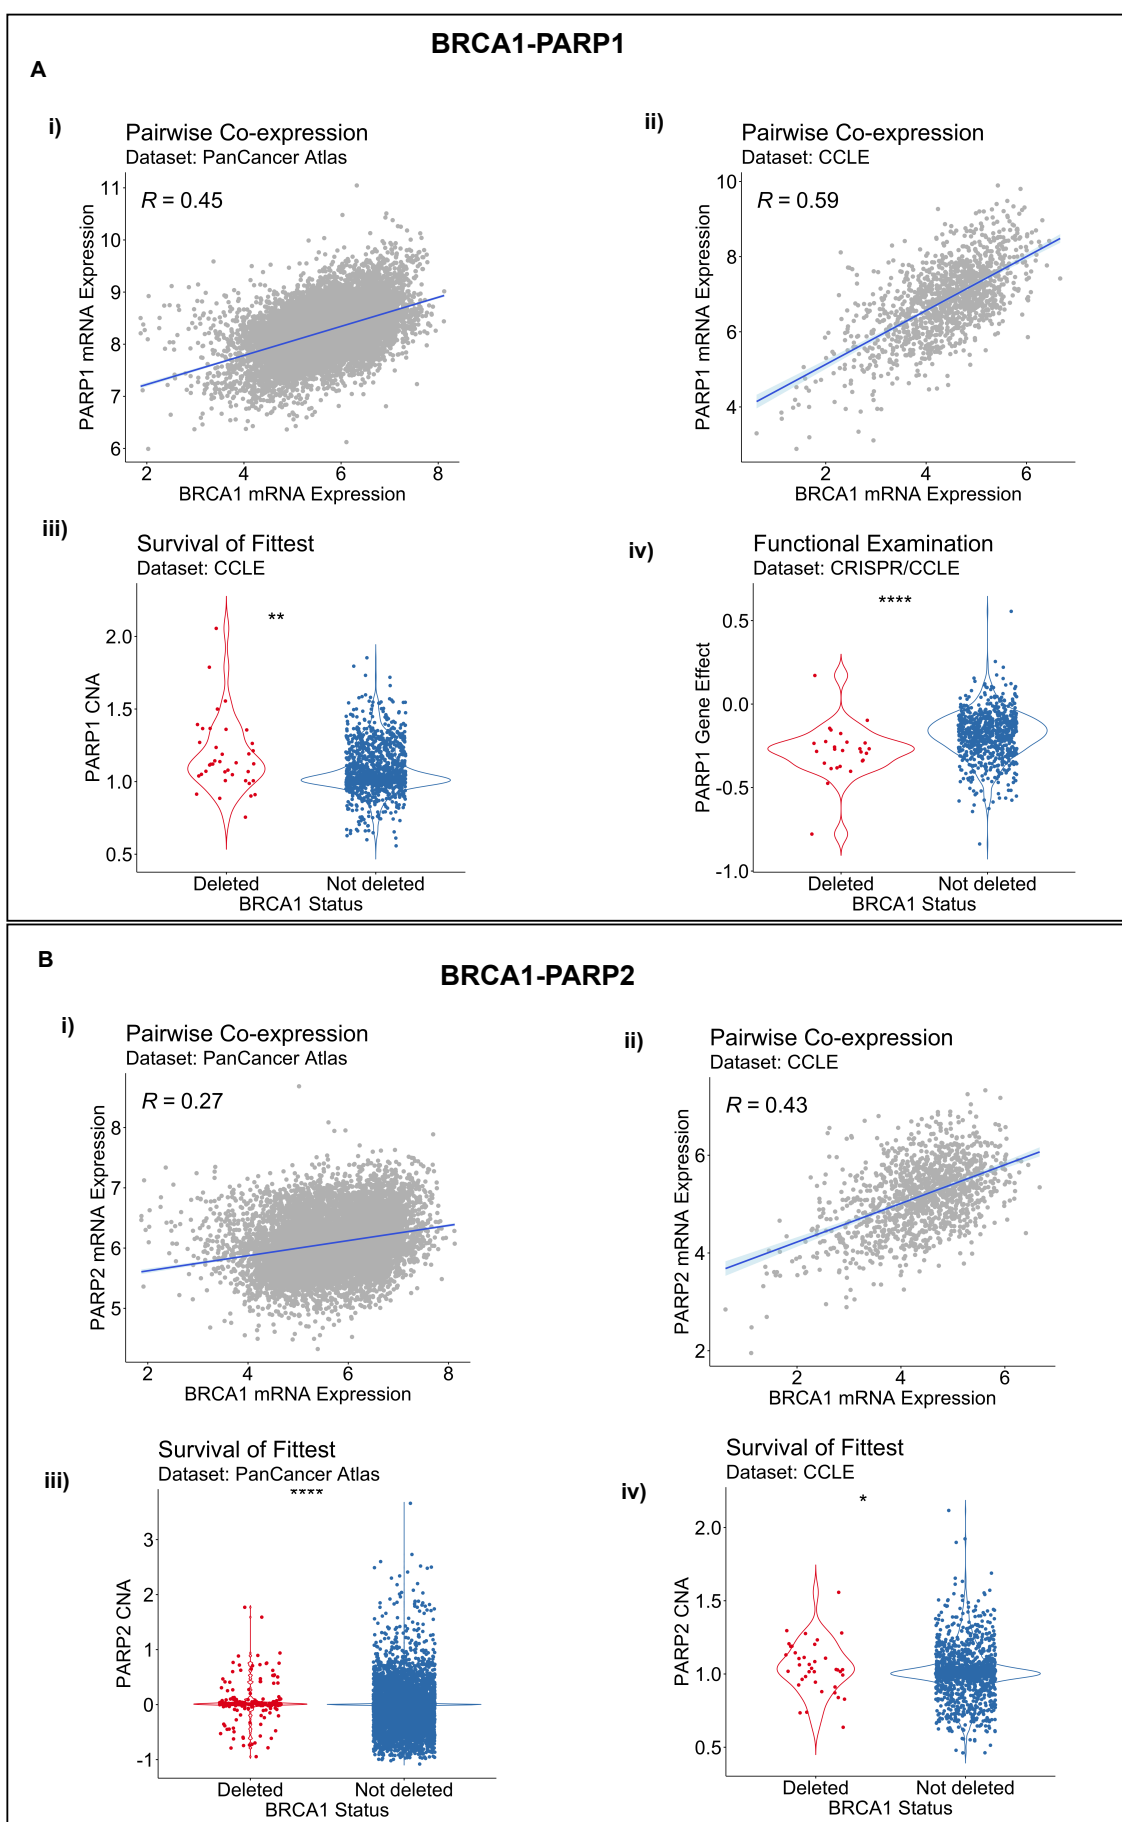 BRCA1-PARP1
A
i)
Pairwise Co-expression
Dataset: PanCancer Atlas
R = 0.45
PARP1 mRNA Expression
11
10
9
8
7
6
2 4 6 8
BRCA1 mRNA Expression
ii)
Pairwise Co-expression
Dataset: CCLE
R = 0.59
PARP1 mRNA Expression
10
8
6
4
2 4 6
BRCA1 mRNA Expression
iii)
Survival of Fittest
Dataset: CCLE
**
PARP1 CNA
2.0
1.5
1.0
0.5
Deleted Not deleted
BRCA1 Status
iv)
Functional Examination
Dataset: CRISPR/CCLE
****
PARP1 Gene Effect
0.5
0.0
-0.5
-1.0
Deleted Not deleted
BRCA1 Status
B
BRCA1-PARP2
i)
Pairwise Co-expression
Dataset: PanCancer Atlas
R = 0.27
PARP2 mRNA Expression
8
7
6
5
2 4 6 8
BRCA1 mRNA Expression
ii)
Pairwise Co-expression
Dataset: CCLE
R = 0.43
PARP2 mRNA Expression
6
4
2
2 4 6
BRCA1 mRNA Expression
iii)
Survival of Fittest
Dataset: PanCancer Atlas
****
PARP2 CNA
3
2
1
0
-1
Deleted Not deleted
BRCA1 Status
iv)
Survival of Fittest
Dataset: CCLE
*
PARP2 CNA
2.0
1.5
1.0
0.5
Deleted Not deleted
BRCA1 Status